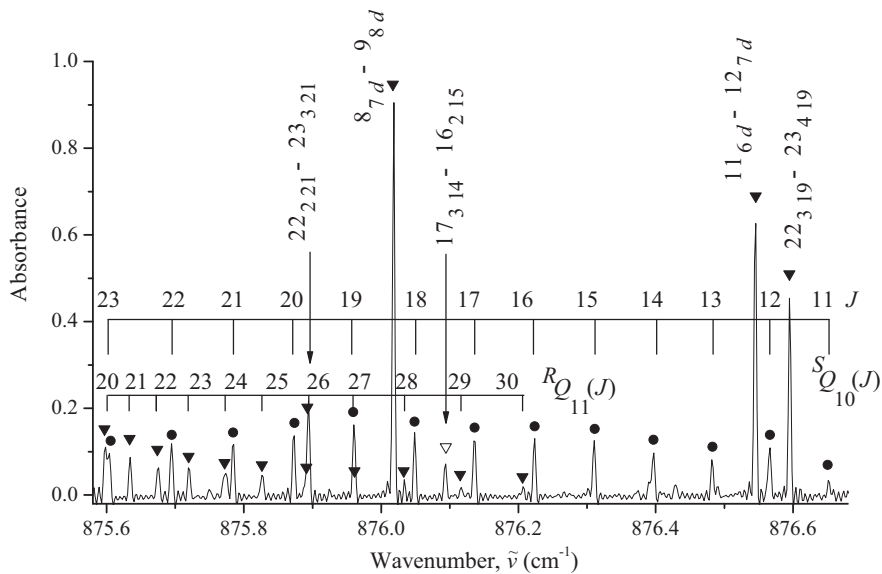 8 7d - 9 8d
22 2 21 - 23 3 21
17 3 14 - 16 2 15
11 6d - 12 7d
22 3 19 - 23 4 19
1.0
0.8
0.6
0.4
0.2
0.0
Absorbance
23 22 21 20 19 18 17 16 15 14 13 12 11 J
20 21 22 23 24 25 26 27 28 29 30 RQ11(J) SQ10(J)
875.6 875.8 876.0 876.2 876.4 876.6
Wavenumber, ν̃ (cm-1)